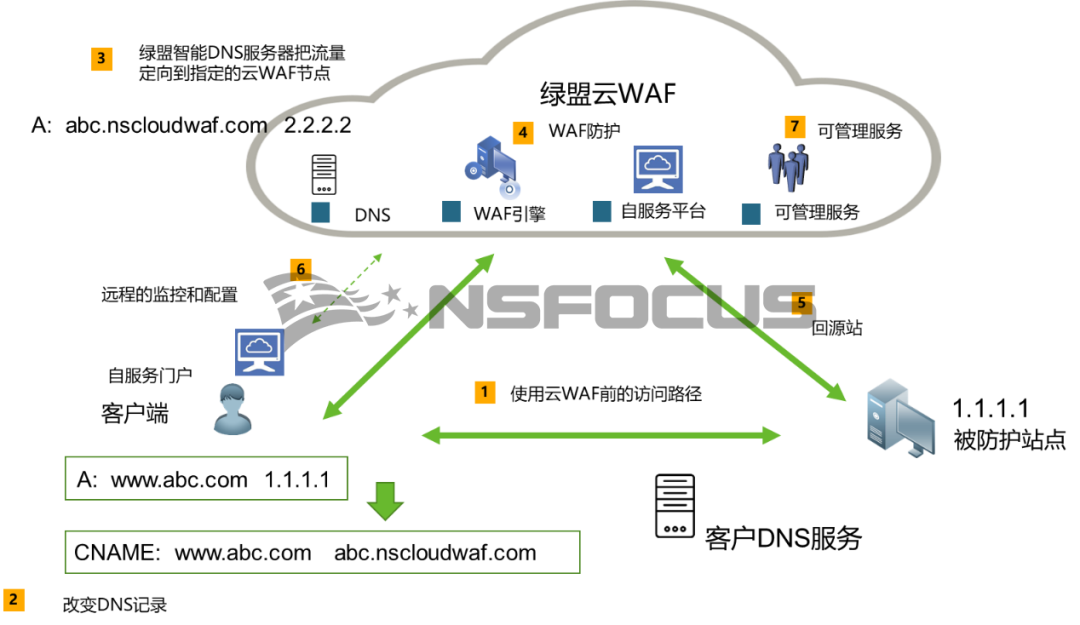 3
绿盟智能DNS服务器把流量
定向到指定的云WAF节点
绿盟云WAF
A: abc.nscloudwaf.com 2.2.2.2
4 WAF防护
7 可管理服务
DNS
WAF引擎
自服务平台
可管理服务
6
远程的监控和配置
NSFOCUS
5
回源站
自服务门户
客户端
1 使用云WAF前的访问路径
1.1.1.1
被防护站点
A: www.abc.com 1.1.1.1
客户DNS服务
CNAME: www.abc.com abc.nscloudwaf.com
2 改变DNS记录